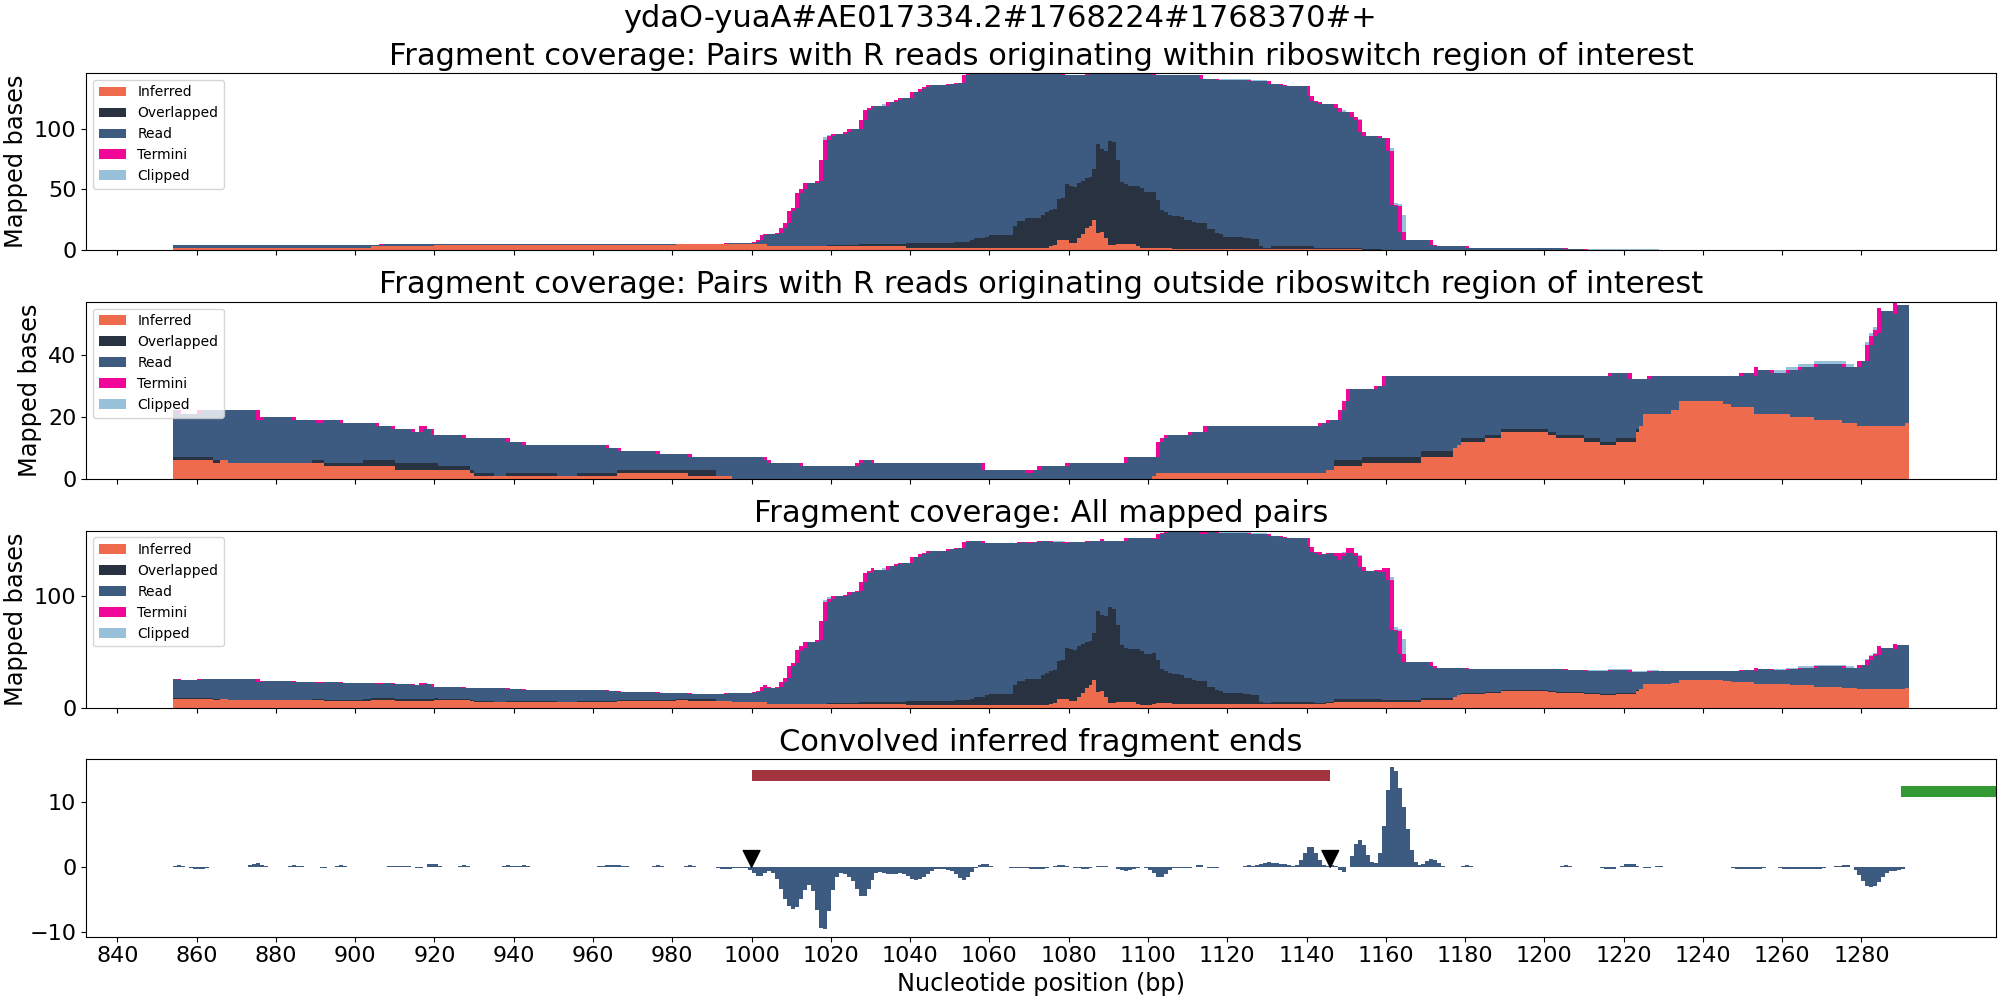 ydaO-yuaA#AE017334.2#1768224#1768370#+
Fragment coverage: Pairs with R reads originating within riboswitch region of interest
Mapped bases
100
50
0
Inferred
Overlapped
Read
Termini
Clipped
Fragment coverage: Pairs with R reads originating outside riboswitch region of interest
Mapped bases
40
20
0
Inferred
Overlapped
Read
Termini
Clipped
Fragment coverage: All mapped pairs
Mapped bases
100
0
Inferred
Overlapped
Read
Termini
Clipped
Convolved inferred fragment ends
10
0
−10
840 860 880 900 920 940 960 980 1000 1020 1040 1060 1080 1100 1120 1140 1160 1180 1200 1220 1240 1260 1280
Nucleotide position (bp)